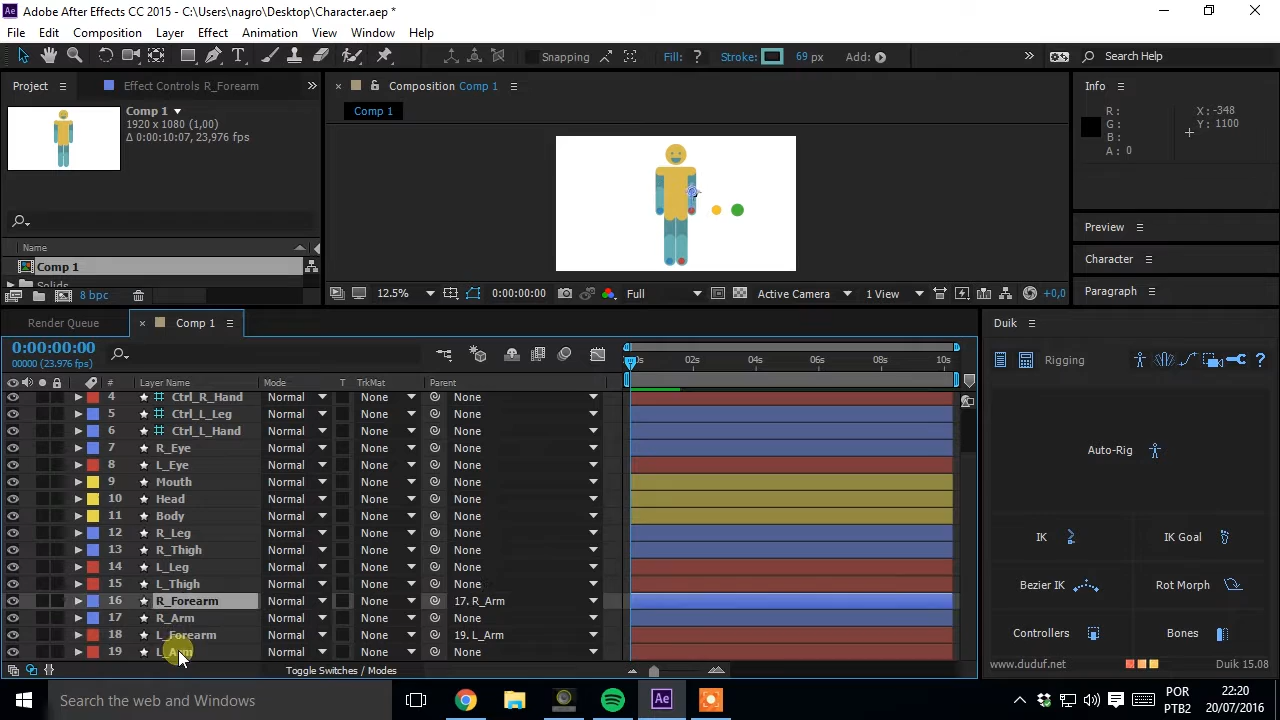 Adobe After Effects CC 2015 - C:\Users\nagro\Desktop\Character.aep *
File Edit Composition Layer Effect Animation View Window Help
Snapping Fill: ? Stroke: 69 px Add: » Search Help
Project Effect Controls R_Forearm » Composition Comp 1 Info
Comp 1
1920 x 1080 (1,00)
Δ 0:00:10:07, 23,976 fps
Comp 1
R :
G :
B :
A : 0
X : -348
Y : 1100
Preview
Character
Paragraph
Name
Comp 1
Solids
8 bpc
12.5% 0:00:00:00 Full Active Camera 1 View +0,0
Render Queue Comp 1 Duik
0:00:00:00
00000 (23.976 fps)
02s 04s 06s 08s 10s
Rigging ?
# Layer Name Mode T TrkMat Parent
4 Ctrl_R_Hand Normal None None
5 Ctrl_L_Leg Normal None None
6 Ctrl_L_Hand Normal None None
7 R_Eye Normal None None
8 L_Eye Normal None None
9 Mouth Normal None None
10 Head Normal None None
11 Body Normal None None
12 R_Leg Normal None None
13 R_Thigh Normal None None
14 L_Leg Normal None None
15 L_Thigh Normal None None
16 R_Forearm Normal None 17. R_Arm
17 R_Arm Normal None None
18 L_Forearm Normal None 19. L_Arm
19 L_Arm Normal None None
Toggle Switches / Modes
Auto-Rig
IK IK Goal
Bezier IK Rot Morph
Controllers Bones
www.duduf.net Duik 15.08
Search the web and Windows
POR
PTB2
22:20
20/07/2016